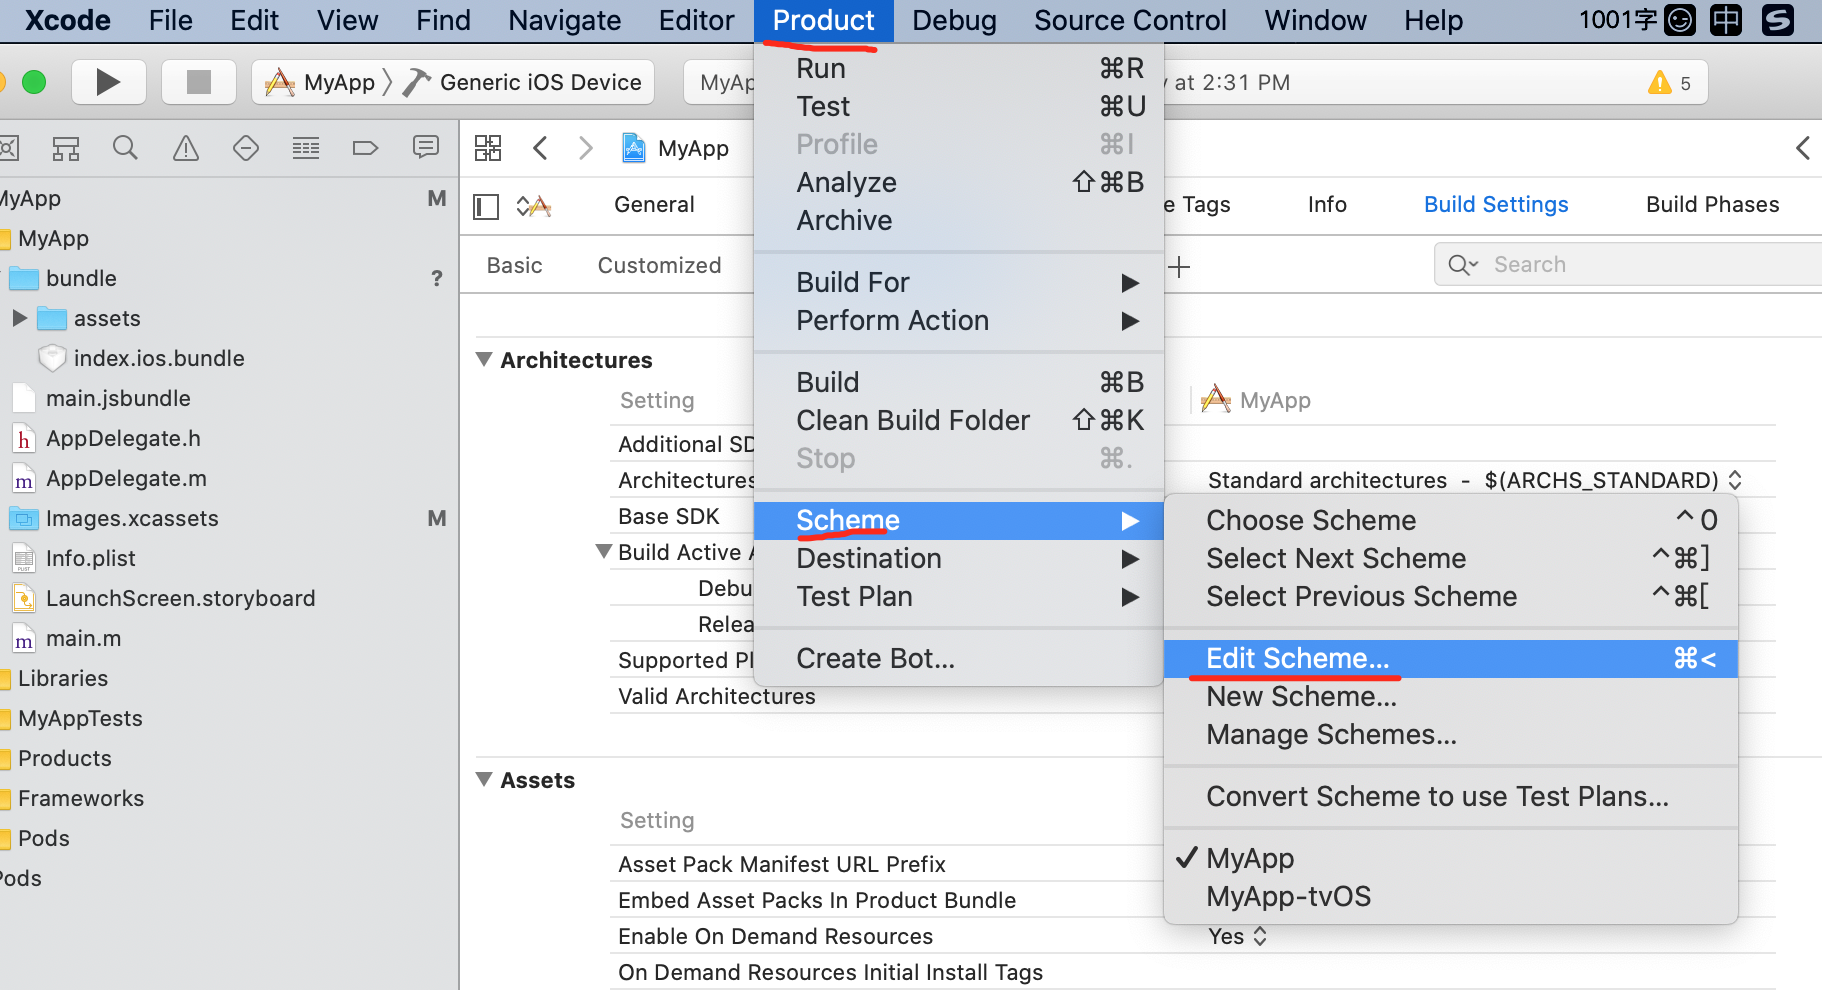 Xcode File Edit View Find Navigate Editor Product Debug Source Control Window Help 1001字 中 S
MyApp Generic iOS Device
at 2:31 PM 5
MyApp
General
e Tags Info Build Settings Build Phases
Basic Customized
Search
MyApp M
MyApp
bundle ?
assets
index.ios.bundle
main.jsbundle
h AppDelegate.h
m AppDelegate.m
Images.xcassets M
Info.plist
LaunchScreen.storyboard
m main.m
Libraries
MyAppTests
Products
Frameworks
Pods
Pods
Run ⌘R
Test ⌘U
Profile ⌘I
Analyze ⇧⌘B
Archive
Build For ▶
Perform Action ▶
Build ⌘B
Clean Build Folder ⇧⌘K
Stop ⌘.
Scheme ▶
Destination ▶
Test Plan ▶
Create Bot...
Choose Scheme ^0
Select Next Scheme ^⌘]
Select Previous Scheme ^⌘[
Edit Scheme... ⌘<
New Scheme...
Manage Schemes...
Convert Scheme to use Test Plans...
✓ MyApp
MyApp-tvOS
Architectures
Setting MyApp
Additional SD
Architectures Standard architectures - $(ARCHS_STANDARD)
Base SDK
Build Active A
Debu
Relea
Supported Pl
Valid Architectures
Assets
Setting
Asset Pack Manifest URL Prefix
Embed Asset Packs In Product Bundle
Enable On Demand Resources Yes
On Demand Resources Initial Install Tags